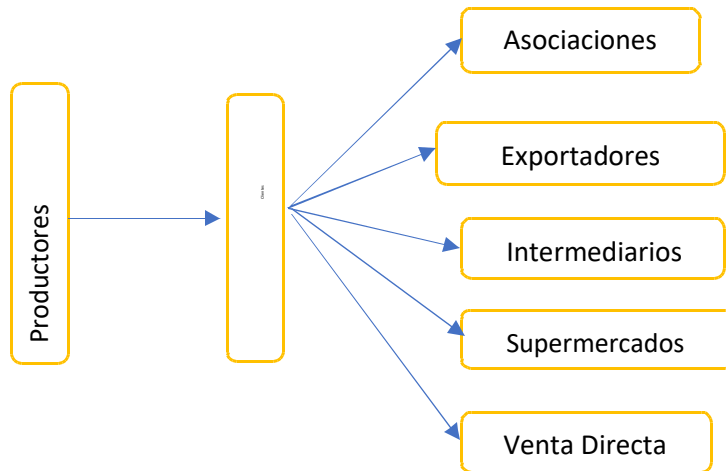 Productores
Asociaciones
Exportadores
Intermediarios
Supermercados
Venta Directa